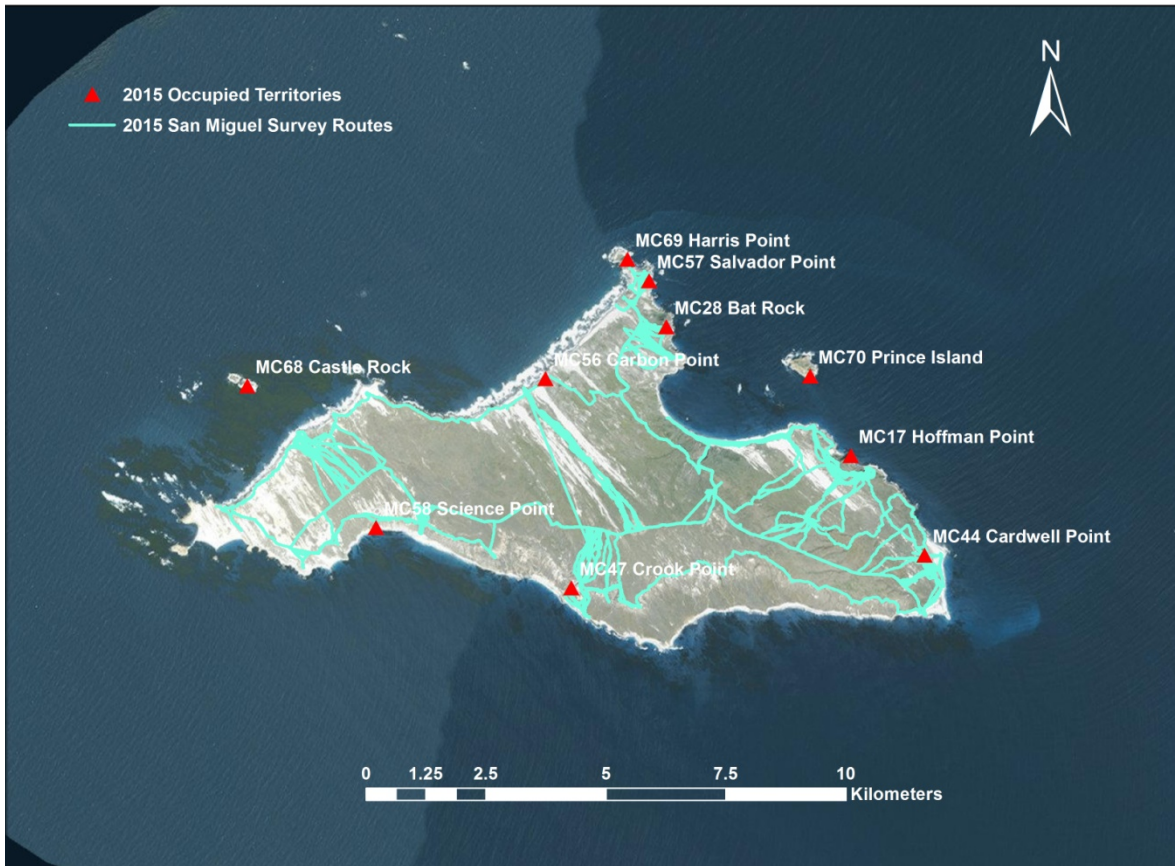 N
2015 Occupied Territories
2015 San Miguel Survey Routes
MC69 Harris Point
MC57 Salvador Point
MC28 Bat Rock
MC70 Prince Island
MC56 Carbon Point
MC68 Castle Rock
MC17 Hoffman Point
MC58 Science Point
MC44 Cardwell Point
MC47 Crook Point
0 1.25 2.5 5 7.5 10
Kilometers